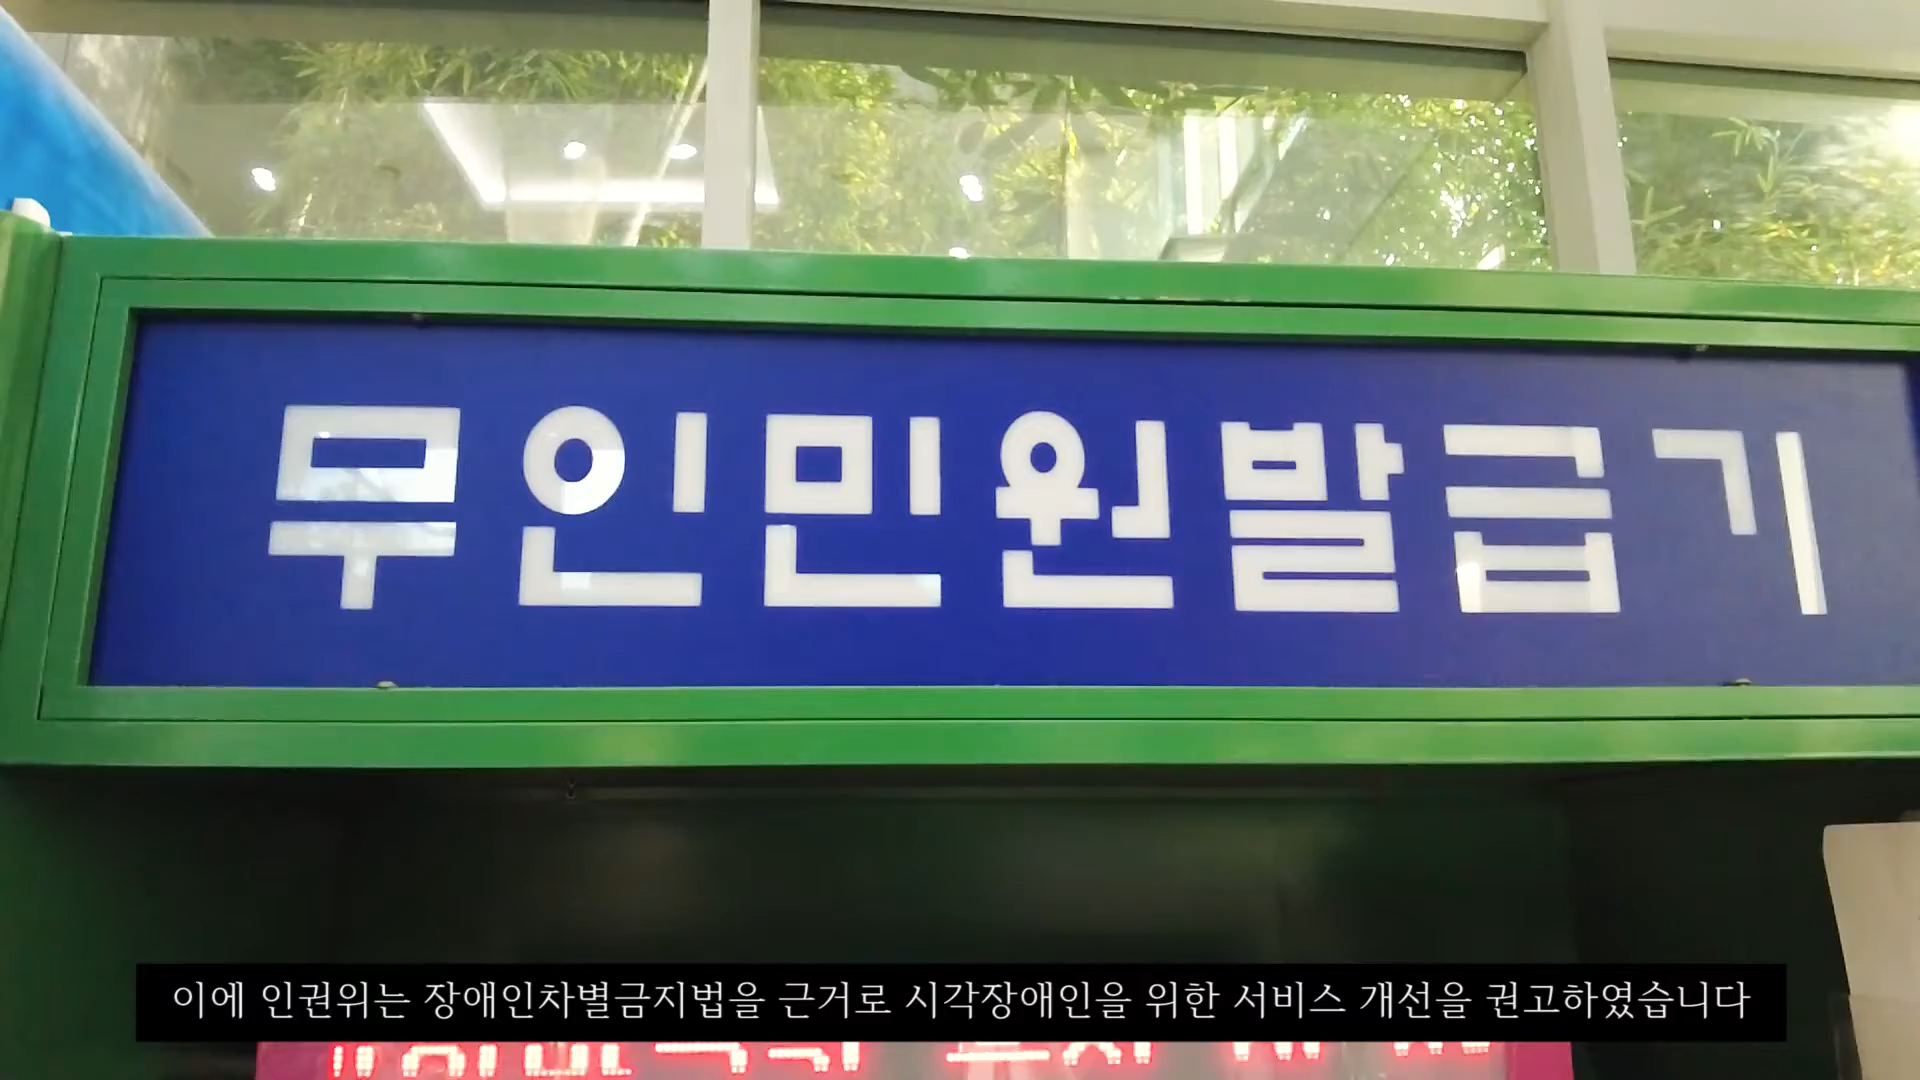 무인민원발급기
이에 인권위는 장애인차별금지법을 근거로 시각장애인을 위한 서비스 개선을 권고하였습니다